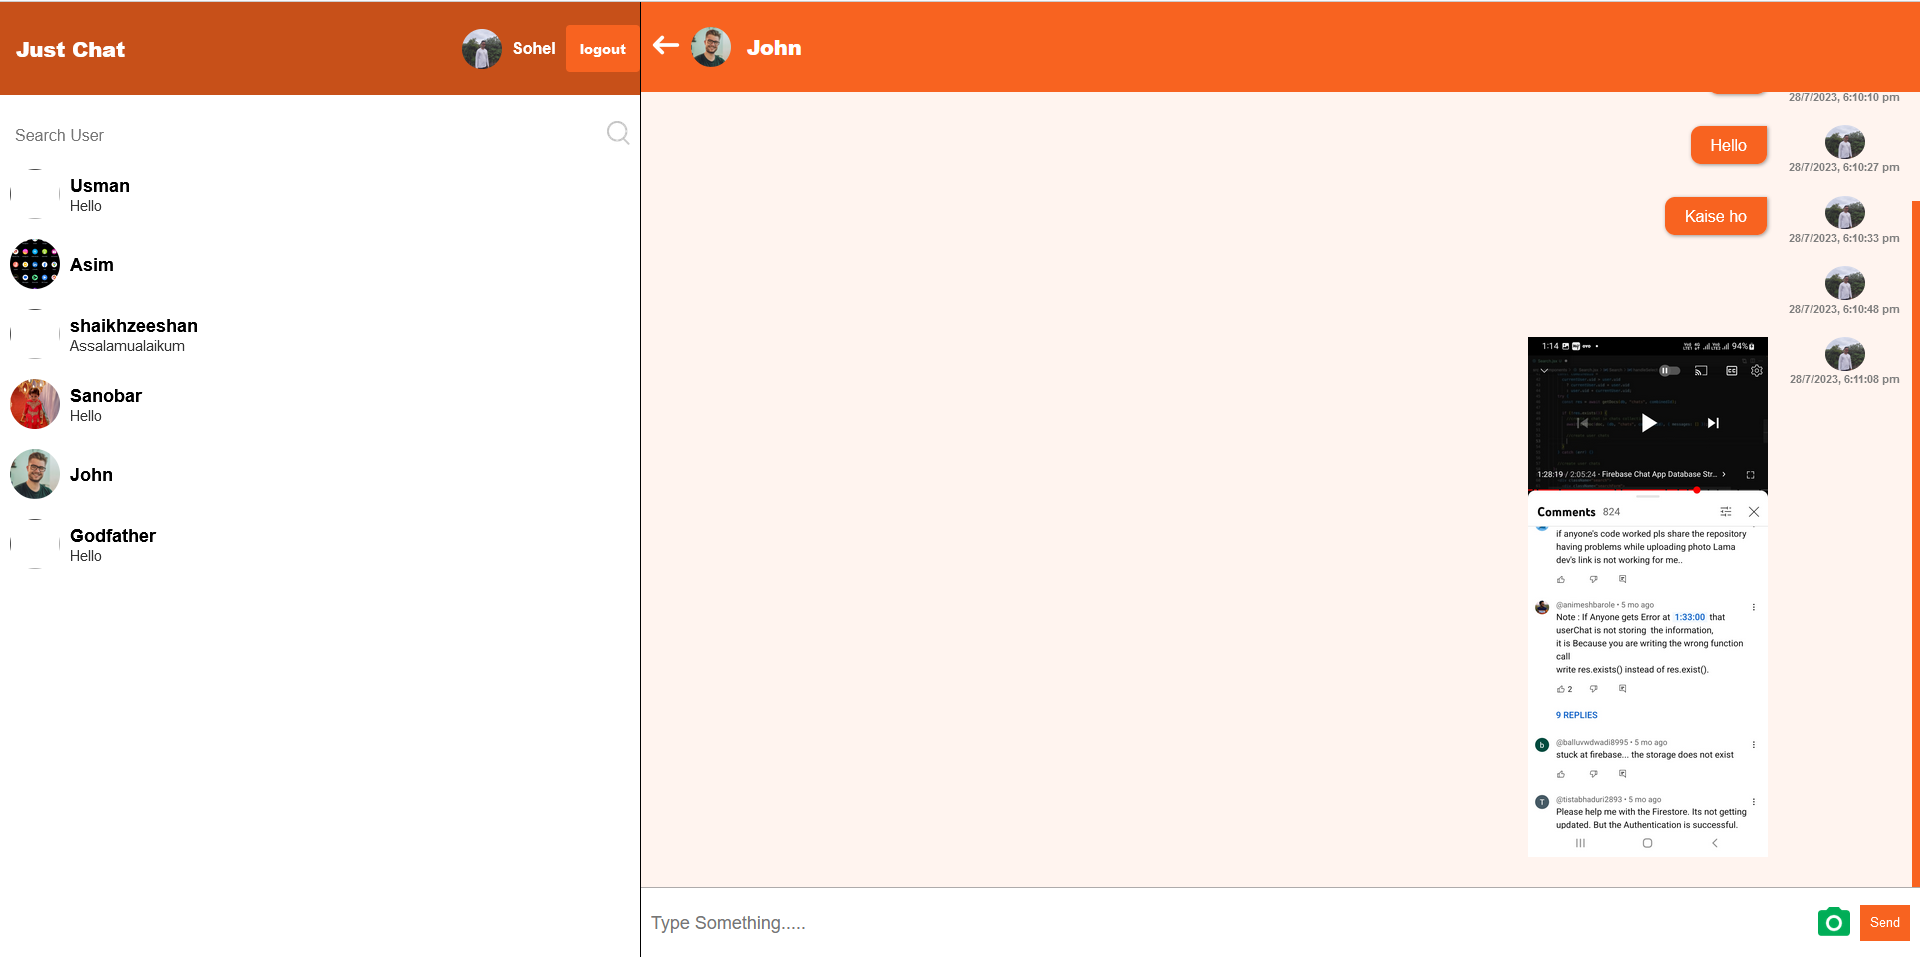 Just Chat
Sohel
logout
Search User
Usman
Hello
Asim
shaikhzeeshan
Assalamualaikum
Sanobar
Hello
John
Godfather
Hello
John
28/7/2023, 6:10:10 pm
Hello
28/7/2023, 6:10:27 pm
Kaise ho
28/7/2023, 6:10:33 pm
28/7/2023, 6:10:48 pm
28/7/2023, 6:11:08 pm
1:14
94%
1:28:19 / 2:05:24 · Firebase Chat App Database Str...
Comments 824
if anyone's code worked pls share the repository
having problems while uploading photo Lama
dev's link is not working for me..
@animeshbarole • 5 mo ago
Note : If Anyone gets Error at 1:33:00 that
userChat is not storing the information,
it is Because you are writing the wrong function
call
write res.exists() instead of res.exist().
2
9 REPLIES
b
@balluvwdwadi8995 • 5 mo ago
stuck at firebase... the storage does not exist
T
@tistabhaduri2893 • 5 mo ago
Please help me with the Firestore. Its not getting
updated. But the Authentication is successful.
Type Something.....
Send